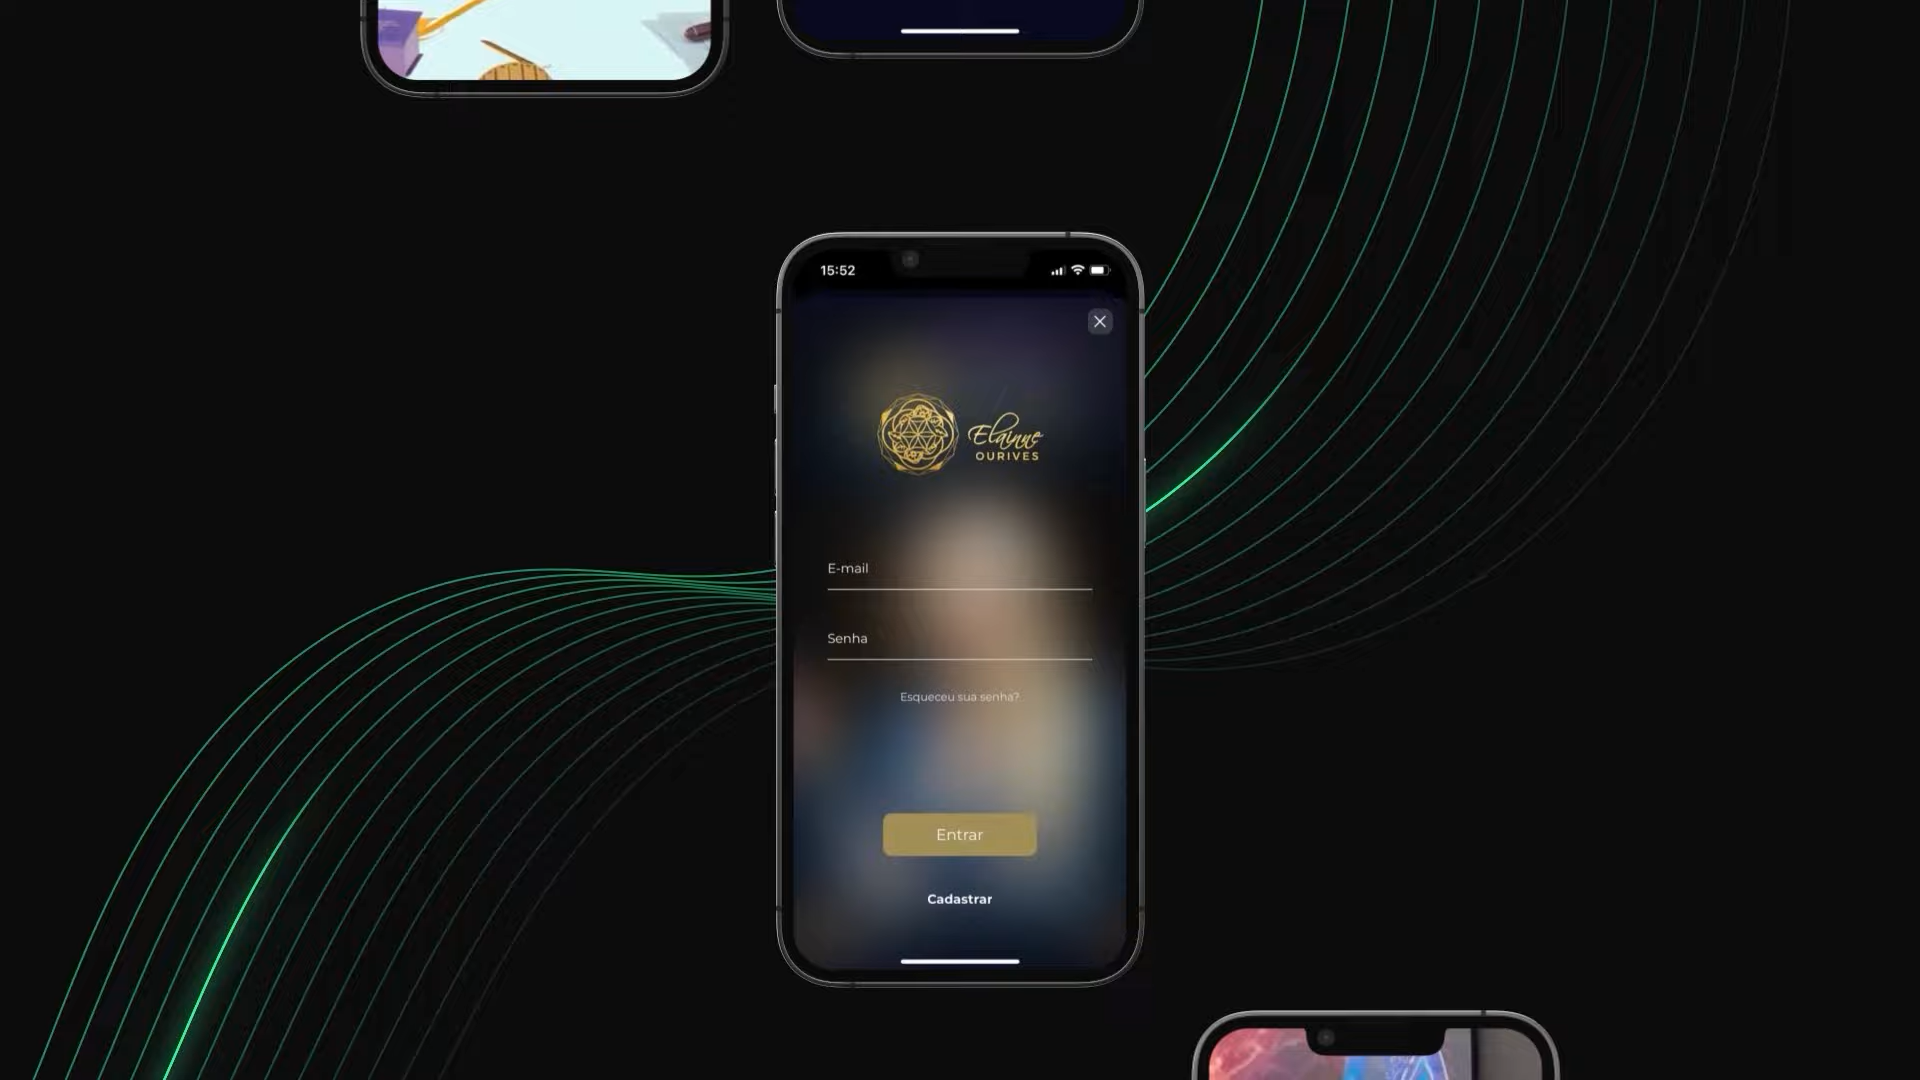 15:52
Elainne
OURIVES
E-mail
Senha
Esqueceu sua senha?
Entrar
Cadastrar